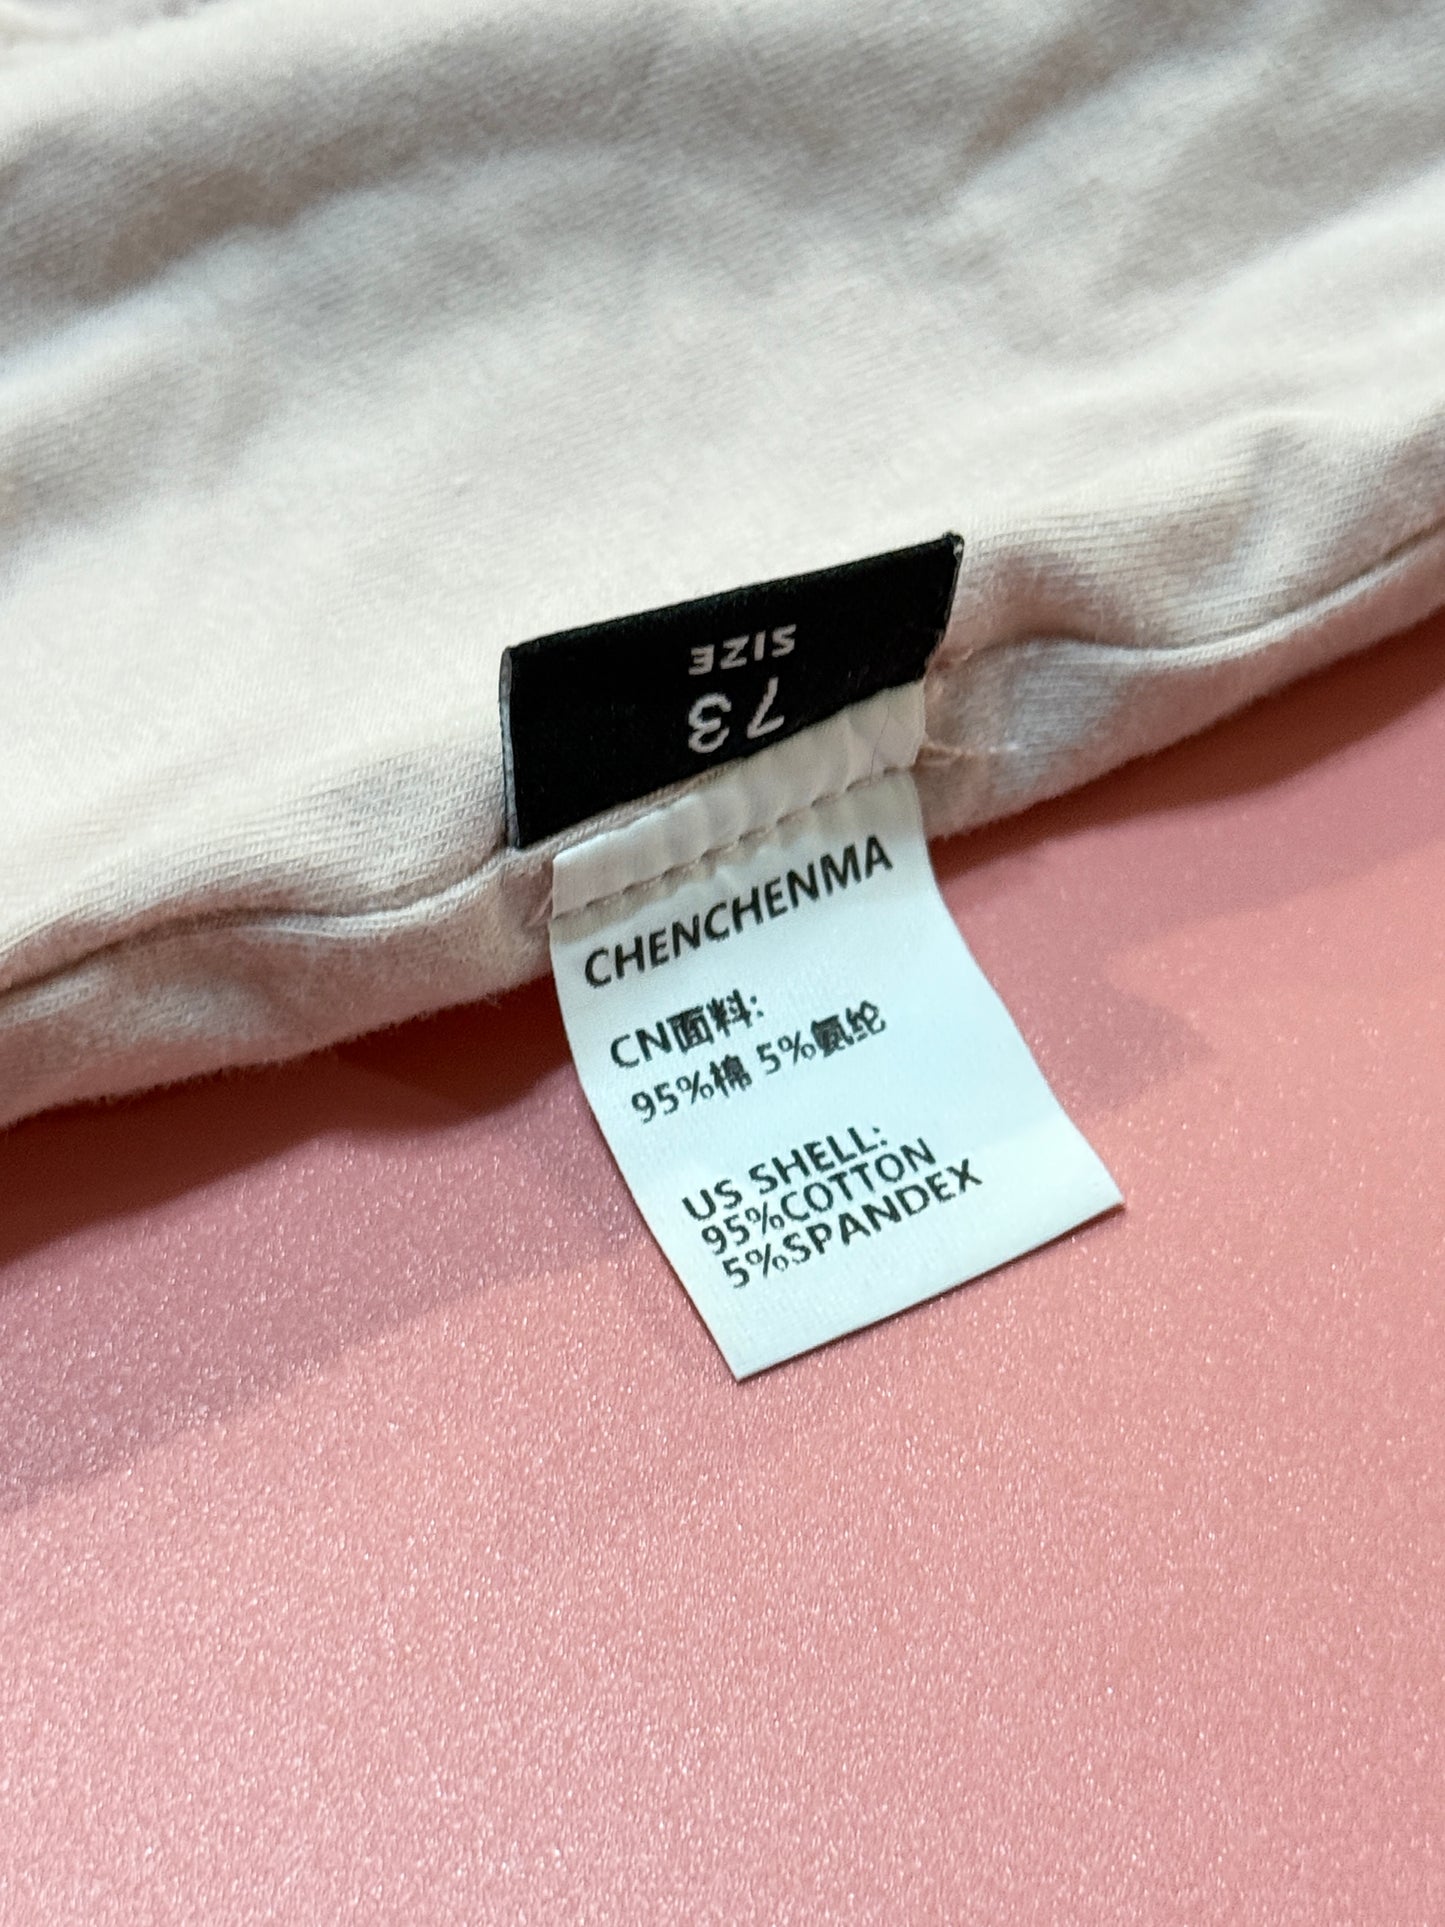 SIZE
73
CHENCHENMA
CN面料:
95%棉 5%氨纶
US SHELL:
95%COTTON
5%SPANDEX